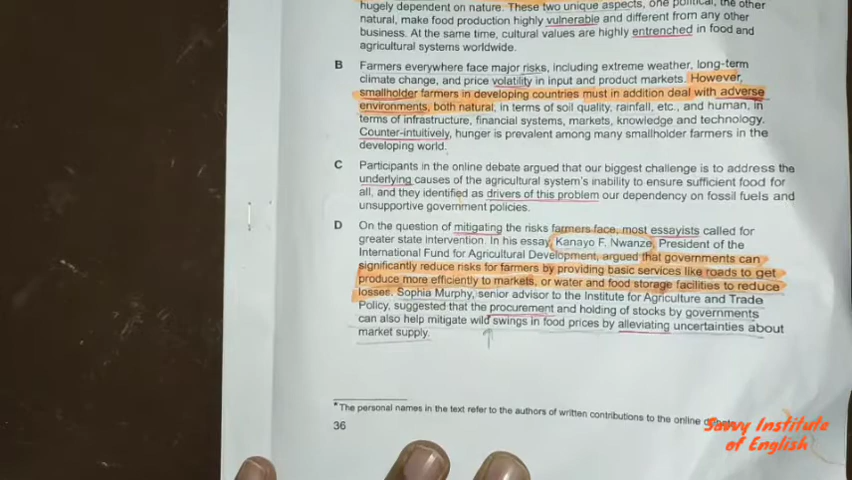 hugely dependent on nature. These two unique aspects, one political, the other
natural, make food production highly vulnerable and different from any other
business. At the same time, cultural values are highly entrenched in food and
agricultural systems worldwide.
B Farmers everywhere face major risks, including extreme weather, long-term
climate change, and price volatility in input and product markets. However,
smallholder farmers in developing countries must in addition deal with adverse
environments, both natural, in terms of soil quality, rainfall, etc., and human, in
terms of infrastructure, financial systems, markets, knowledge and technology.
Counter-intuitively, hunger is prevalent among many smallholder farmers in the
developing world.
C Participants in the online debate argued that our biggest challenge is to address the
underlying causes of the agricultural system's inability to ensure sufficient food for
all, and they identified as drivers of this problem our dependency on fossil fuels and
unsupportive government policies.
D On the question of mitigating the risks farmers face, most essayists called for
greater state intervention. In his essay, Kanayo F. Nwanze, President of the
International Fund for Agricultural Development, argued that governments can
significantly reduce risks for farmers by providing basic services like roads to get
produce more efficiently to markets, or water and food storage facilities to reduce
losses. Sophia Murphy, senior advisor to the Institute for Agriculture and Trade
Policy, suggested that the procurement and holding of stocks by governments
can also help mitigate wild swings in food prices by alleviating uncertainties about
market supply.
*The personal names in the text refer to the authors of written contributions to the online
36
Savvy Institute
of English